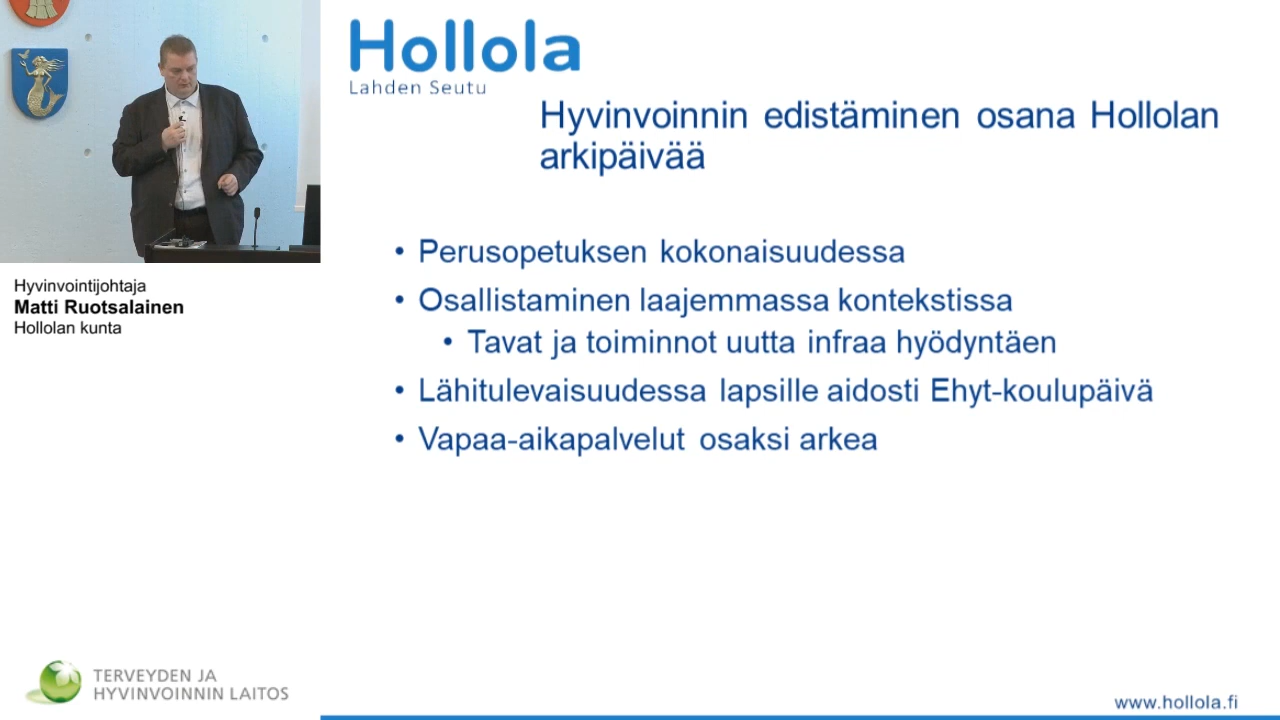 Hollola
Lahden Seutu
Hyvinvoinnin edistäminen osana Hollolan
arkipäivää
• Perusopetuksen kokonaisuudessa
• Osallistaminen laajemmassa kontekstissa
• Tavat ja toiminnot uutta infraa hyödyntäen
• Lähitulevaisuudessa lapsille aidosti Ehyt-koulupäivä
• Vapaa-aikapalvelut osaksi arkea
Hyvinvointijohtaja
Matti Ruotsalainen
Hollolan kunta
TERVEYDEN JA
HYVINVOINNIN LAITOS
www.hollola.fi